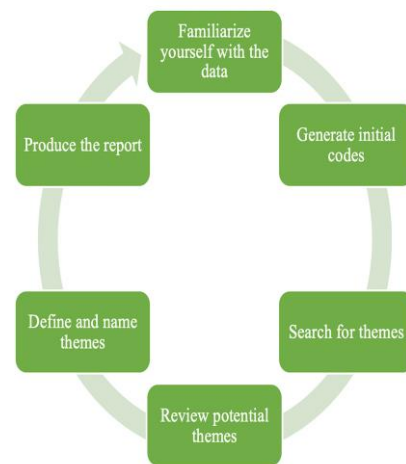 Familiarize
yourself with the
data
Generate initial
codes
Search for themes
Review potential
themes
Define and name
themes
Produce the report